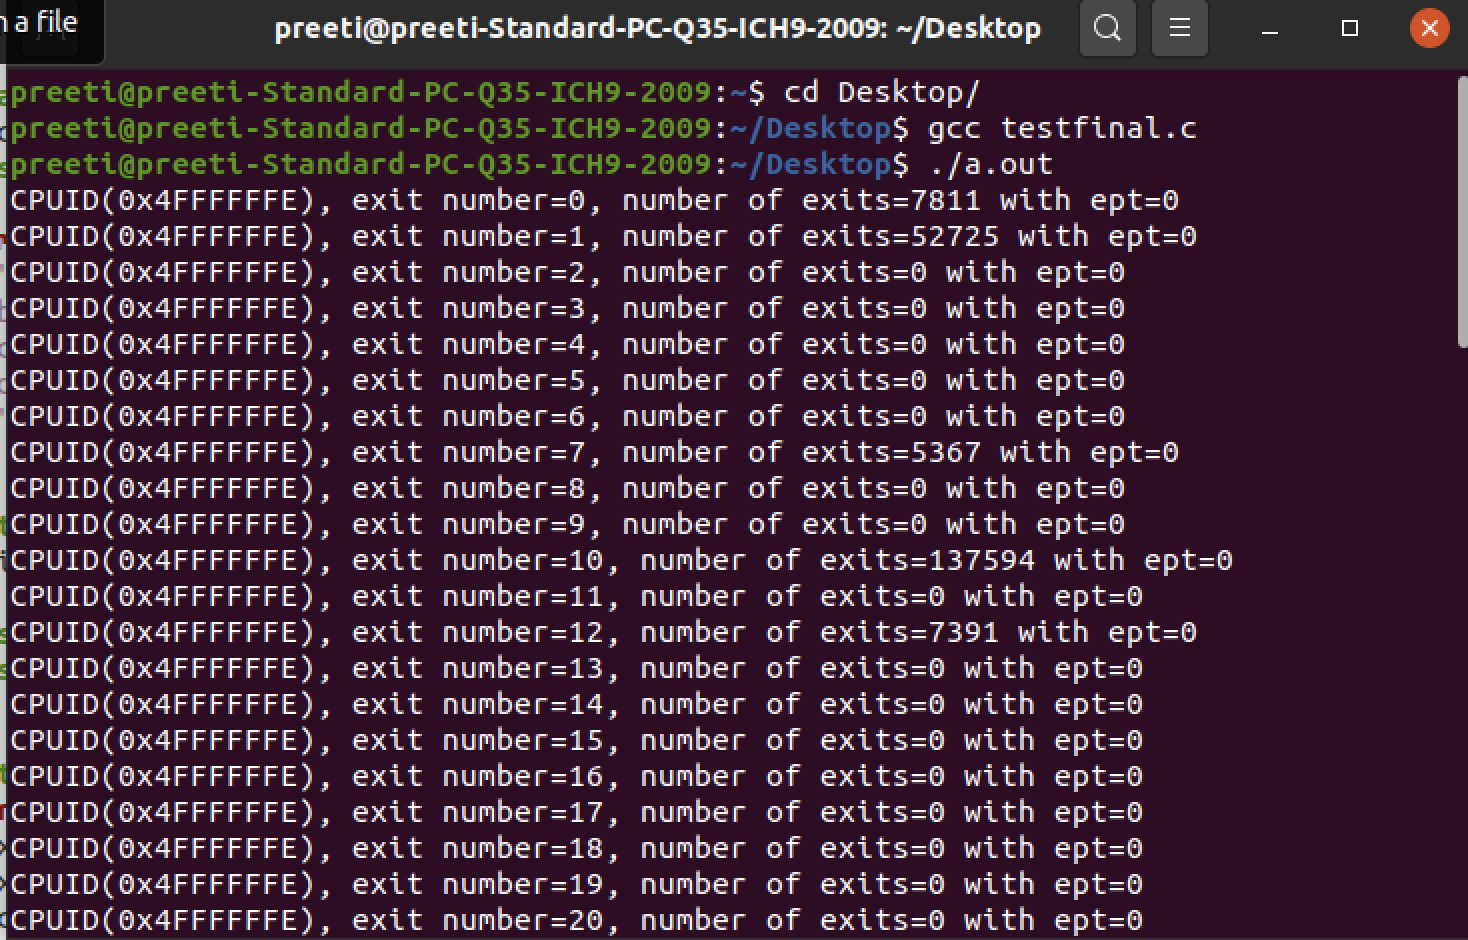 a file
preeti@preeti-Standard-PC-Q35-ICH9-2009: ~/Desktop
preeti@preeti-Standard-PC-Q35-ICH9-2009:~$ cd Desktop/
preeti@preeti-Standard-PC-Q35-ICH9-2009:~/Desktop$ gcc testfinal.c
preeti@preeti-Standard-PC-Q35-ICH9-2009:~/Desktop$ ./a.out
CPUID(0x4FFFFFFE), exit number=0, number of exits=7811 with ept=0
CPUID(0x4FFFFFFE), exit number=1, number of exits=52725 with ept=0
CPUID(0x4FFFFFFE), exit number=2, number of exits=0 with ept=0
CPUID(0x4FFFFFFE), exit number=3, number of exits=0 with ept=0
CPUID(0x4FFFFFFE), exit number=4, number of exits=0 with ept=0
CPUID(0x4FFFFFFE), exit number=5, number of exits=0 with ept=0
CPUID(0x4FFFFFFE), exit number=6, number of exits=0 with ept=0
CPUID(0x4FFFFFFE), exit number=7, number of exits=5367 with ept=0
CPUID(0x4FFFFFFE), exit number=8, number of exits=0 with ept=0
CPUID(0x4FFFFFFE), exit number=9, number of exits=0 with ept=0
CPUID(0x4FFFFFFE), exit number=10, number of exits=137594 with ept=0
CPUID(0x4FFFFFFE), exit number=11, number of exits=0 with ept=0
CPUID(0x4FFFFFFE), exit number=12, number of exits=7391 with ept=0
CPUID(0x4FFFFFFE), exit number=13, number of exits=0 with ept=0
CPUID(0x4FFFFFFE), exit number=14, number of exits=0 with ept=0
CPUID(0x4FFFFFFE), exit number=15, number of exits=0 with ept=0
CPUID(0x4FFFFFFE), exit number=16, number of exits=0 with ept=0
CPUID(0x4FFFFFFE), exit number=17, number of exits=0 with ept=0
CPUID(0x4FFFFFFE), exit number=18, number of exits=0 with ept=0
CPUID(0x4FFFFFFE), exit number=19, number of exits=0 with ept=0
CPUID(0x4FFFFFFE), exit number=20, number of exits=0 with ept=0